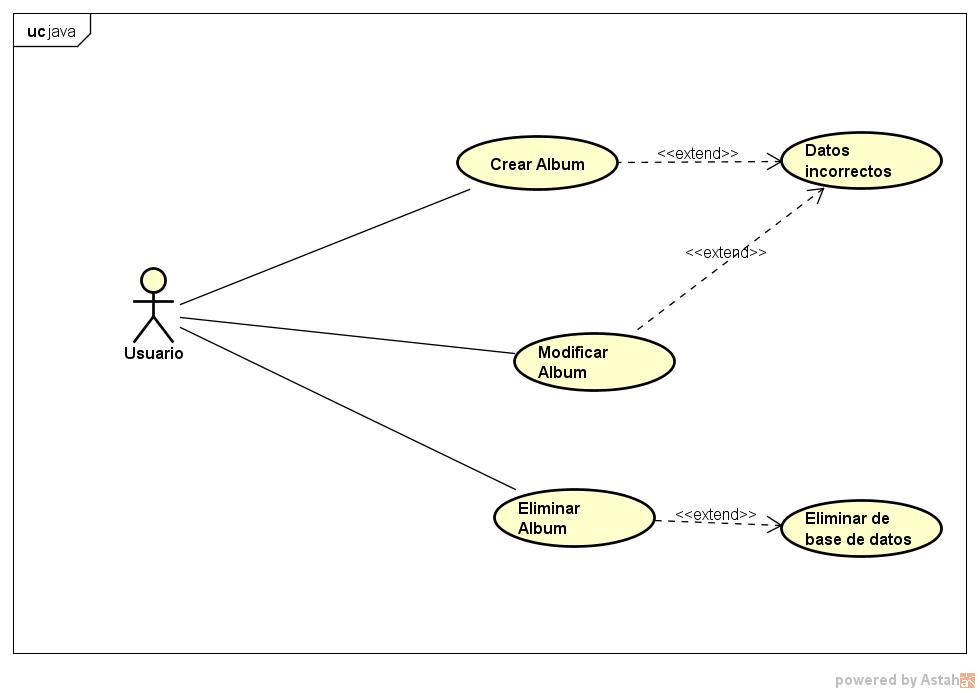 uc java
Crear Album
<<extend>>
Datos
incorrectos
<<extend>>
Usuario
Modificar
Album
Eliminar
Album
<<extend>>
Eliminar de
base de datos
powered by Astah